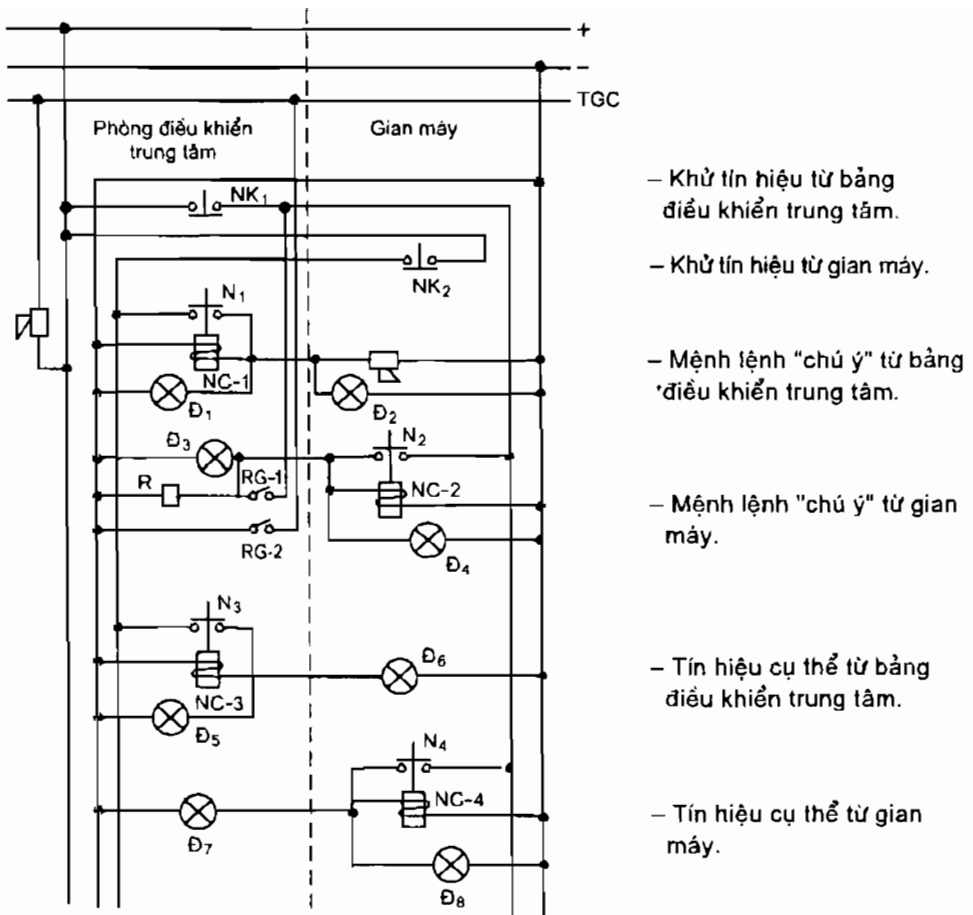 +
−
TGC
Phòng điều khiển
trung tâm
Gian máy
NK1
NK2
N1
NC-1
Đ1
Đ2
Đ3
N2
R
RG-1
NC-2
RG-2
Đ4
N3
NC-3
Đ6
Đ5
N4
NC-4
Đ7
Đ8
– Khử tín hiệu từ bảng
điều khiển trung tâm.
– Khử tín hiệu từ gian máy.
– Mệnh lệnh "chú ý" từ bảng
điều khiển trung tâm.
– Mệnh lệnh "chú ý" từ gian
máy.
– Tín hiệu cụ thể từ bảng
điều khiển trung tâm.
– Tín hiệu cụ thể từ gian
máy.